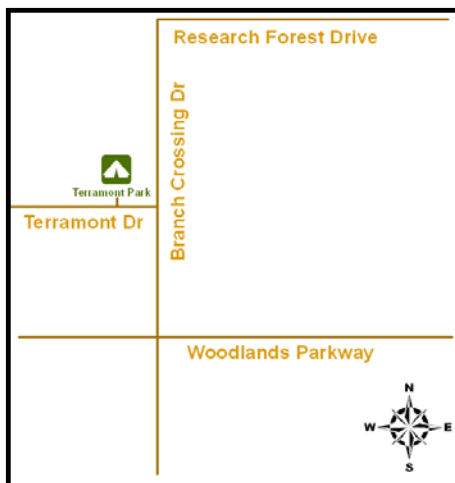 Research Forest Drive
Branch Crossing Dr
Terramont Park
Terramont Dr
Woodlands Parkway
N
W
E
S